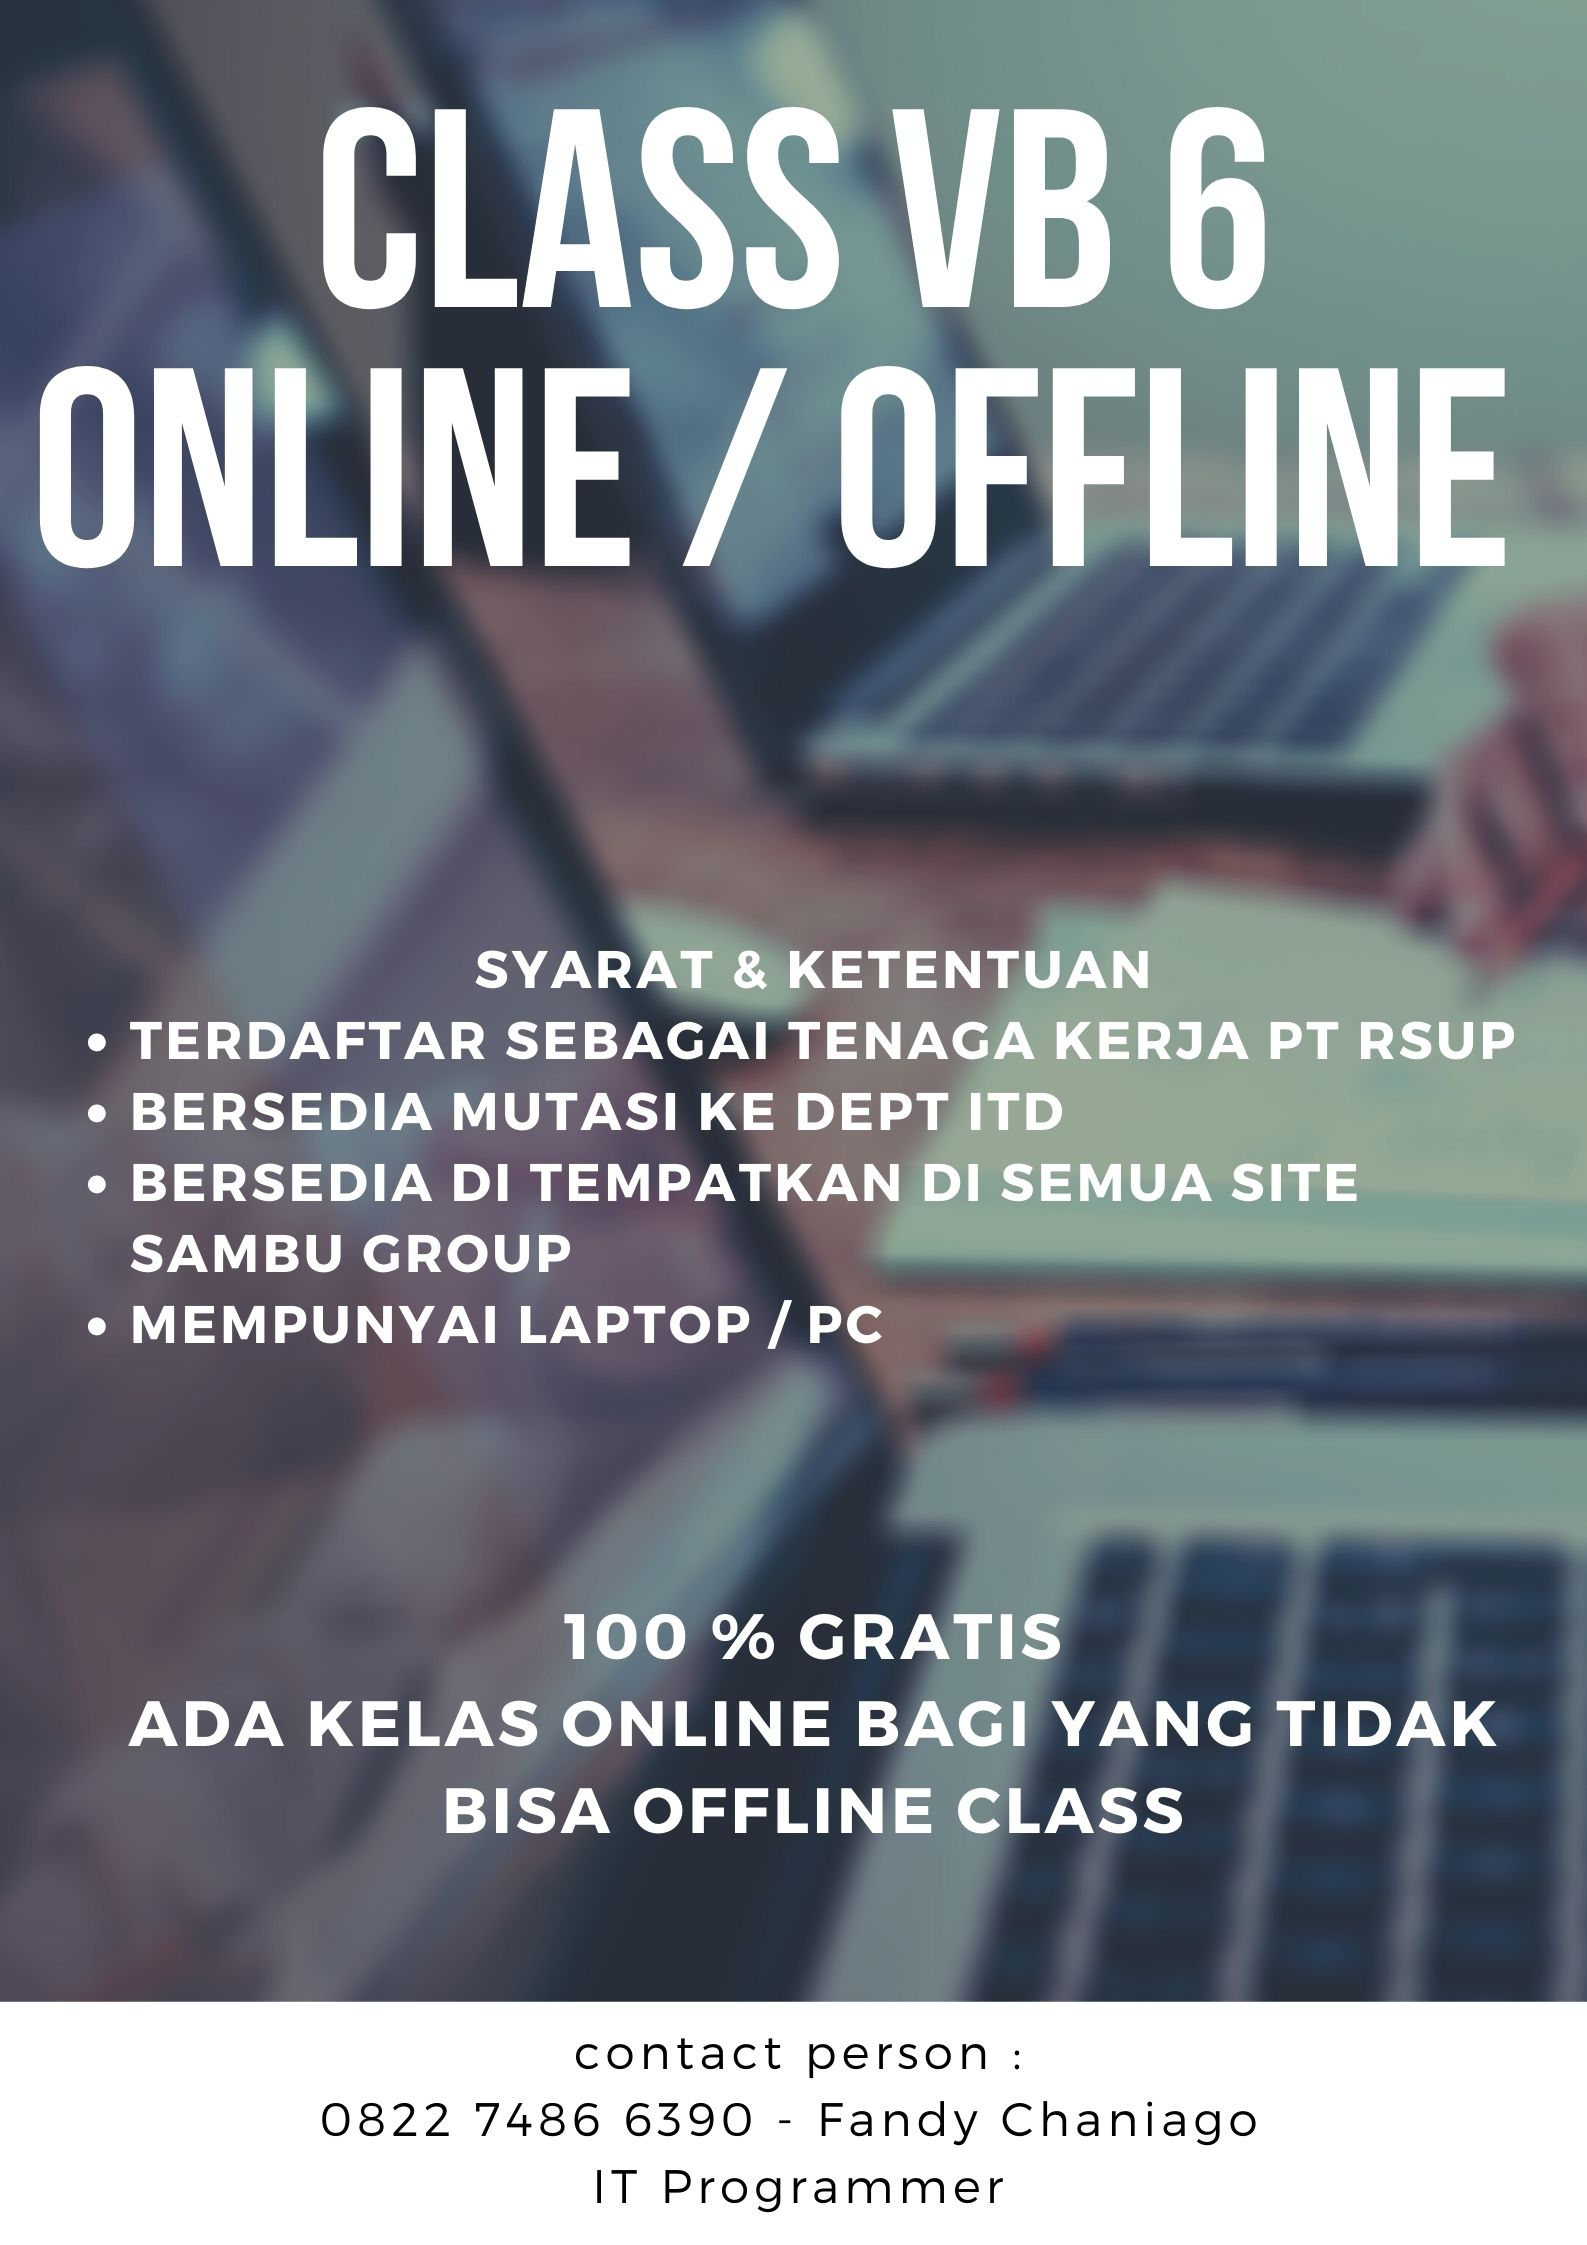 CLASS VB 6
ONLINE / OFFLINE
SYARAT & KETENTUAN
• TERDAFTAR SEBAGAI TENAGA KERJA PT RSUP
• BERSEDIA MUTASI KE DEPT ITD
• BERSEDIA DI TEMPATKAN DI SEMUA SITE
SAMBU GROUP
• MEMPUNYAI LAPTOP / PC
100 % GRATIS
ADA KELAS ONLINE BAGI YANG TIDAK
BISA OFFLINE CLASS
contact person :
0822 7486 6390 - Fandy Chaniago
IT Programmer